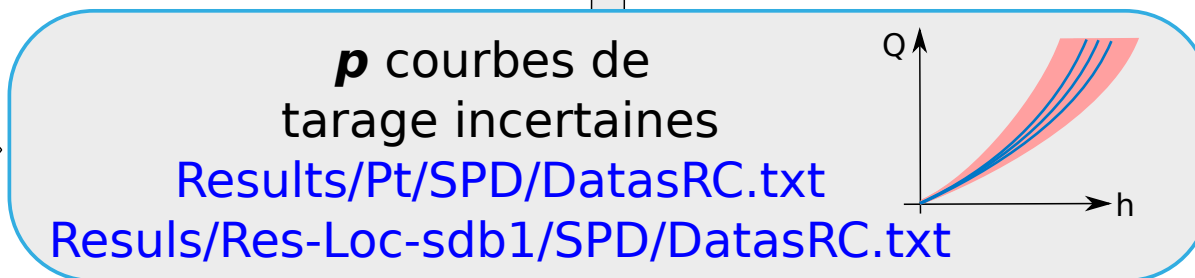 p courbes de
tarage incertaines
Results/Pt/SPD/DatasRC.txt
Resuls/Res-Loc-sdb1/SPD/DatasRC.txt
Q
h